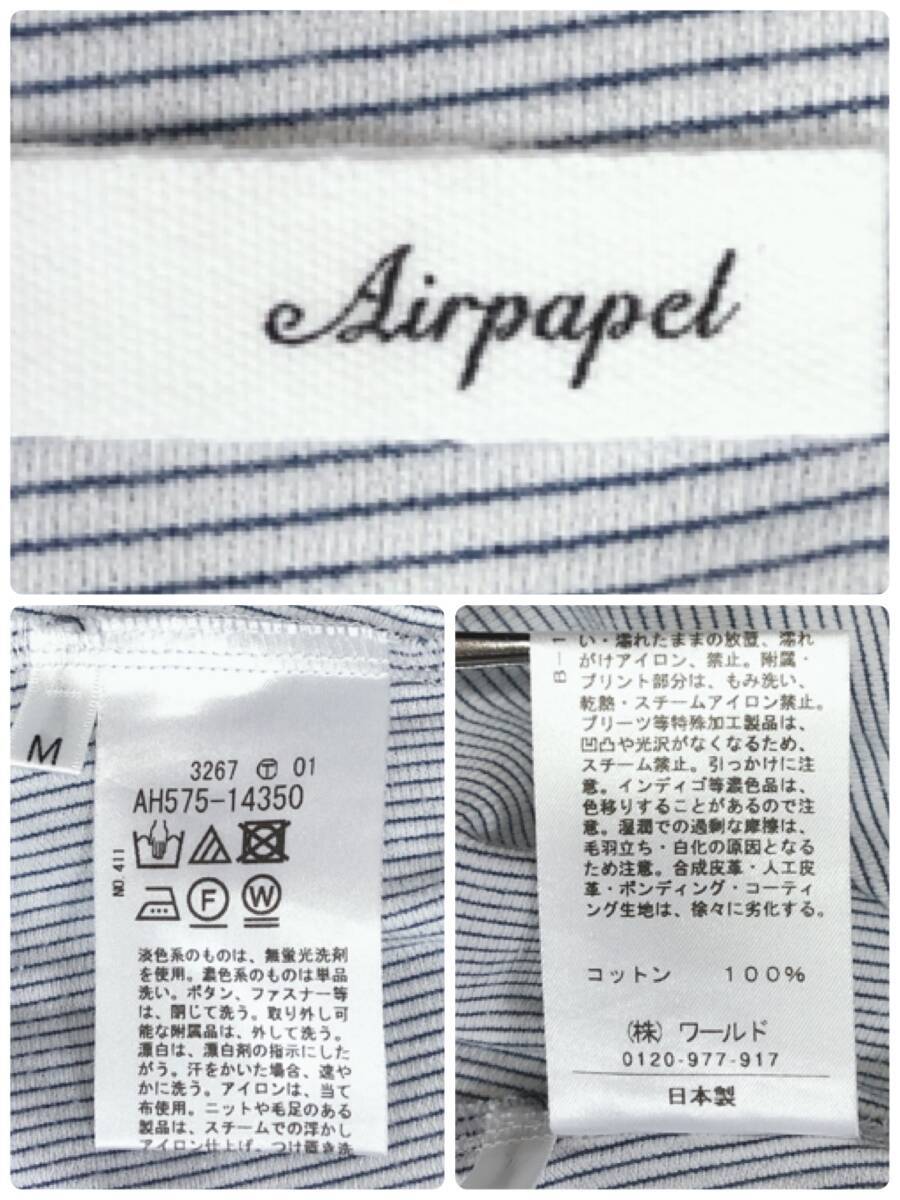 Airpapel
M
3267 Ⓣ 01
AH575-14350
NO.411
F
W
淡色系のものは、無蛍光洗剤
を使用。濃色系のものは単品
洗い。ボタン、ファスナー等
は、閉じて洗う。取り外し可
能な附属品は、外して洗う。
漂白は、漂白剤の指示にした
がう。汗をかいた場合、速や
かに洗う。アイロンは、当て
布使用。ニットや毛足のある
製品は、スチームでの浮かし
アイロン仕上げ。つけ置き洗
B-1
い・濡れたままの放置、濡れ
がけアイロン、禁止。附属・
プリント部分は、もみ洗い、
乾熱・スチームアイロン禁止。
プリーツ等特殊加工製品は、
凹凸や光沢がなくなるため、
スチーム禁止。引っかけに注
意。インディゴ等濃色品は、
色移りすることがあるので注
意。湿潤での過剰な摩擦は、
毛羽立ち・白化の原因となる
ため注意。合成皮革・人工皮
革・ボンディング・コーティ
ング生地は、徐々に劣化する。
コットン 100%
(株) ワールド
0120-977-917
日本製